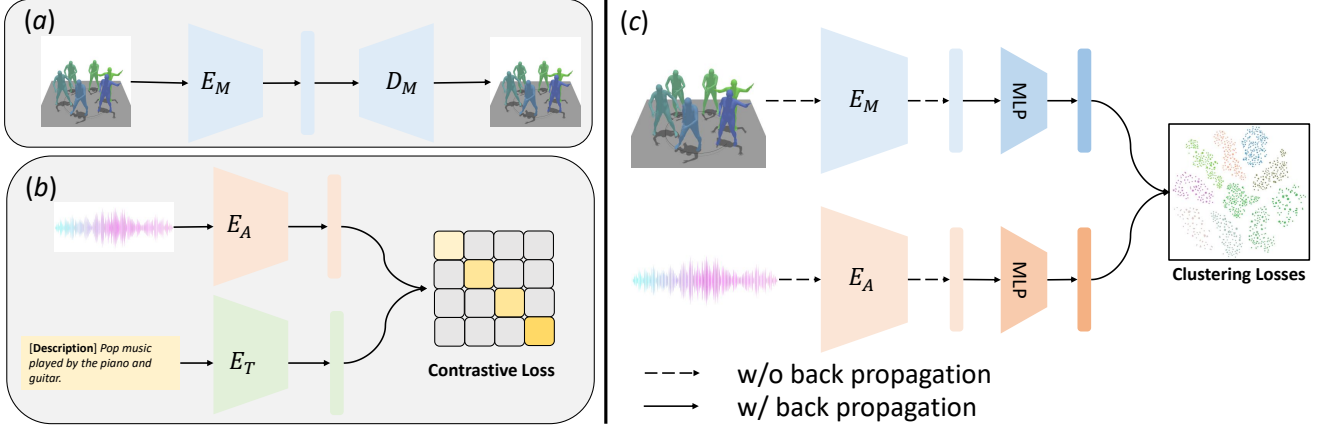 (a)
E_M
D_M
(b)
E_A
[Description] Pop music
played by the piano and
guitar.
E_T
Contrastive Loss
(c)
E_M
MLP
E_A
MLP
Clustering Losses
w/o back propagation
w/ back propagation